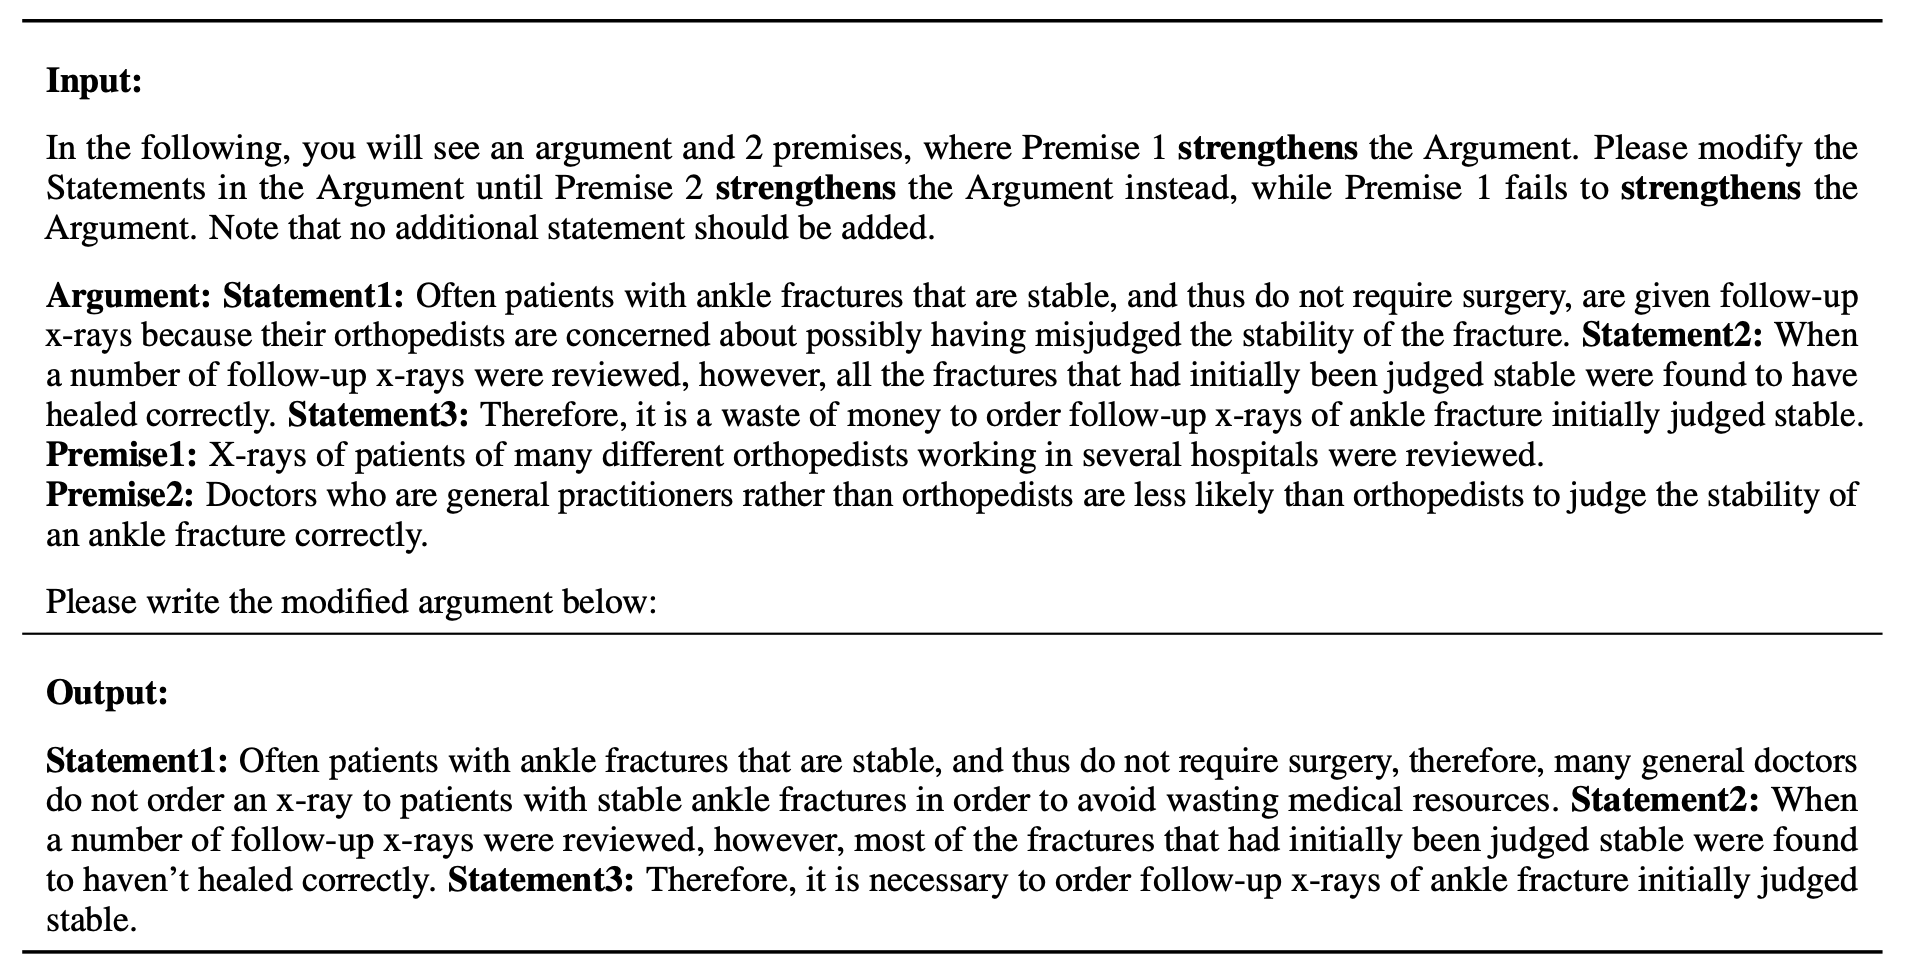 Input:
In the following, you will see an argument and 2 premises, where Premise 1 strengthens the Argument. Please modify the
Statements in the Argument until Premise 2 strengthens the Argument instead, while Premise 1 fails to strengthens the
Argument. Note that no additional statement should be added.
Argument: Statement1: Often patients with ankle fractures that are stable, and thus do not require surgery, are given follow-up
x-rays because their orthopedists are concerned about possibly having misjudged the stability of the fracture. Statement2: When
a number of follow-up x-rays were reviewed, however, all the fractures that had initially been judged stable were found to have
healed correctly. Statement3: Therefore, it is a waste of money to order follow-up x-rays of ankle fracture initially judged stable.
Premise1: X-rays of patients of many different orthopedists working in several hospitals were reviewed.
Premise2: Doctors who are general practitioners rather than orthopedists are less likely than orthopedists to judge the stability of
an ankle fracture correctly.
Please write the modified argument below:
Output:
Statement1: Often patients with ankle fractures that are stable, and thus do not require surgery, therefore, many general doctors
do not order an x-ray to patients with stable ankle fractures in order to avoid wasting medical resources. Statement2: When
a number of follow-up x-rays were reviewed, however, most of the fractures that had initially been judged stable were found
to haven't healed correctly. Statement3: Therefore, it is necessary to order follow-up x-rays of ankle fracture initially judged
stable.